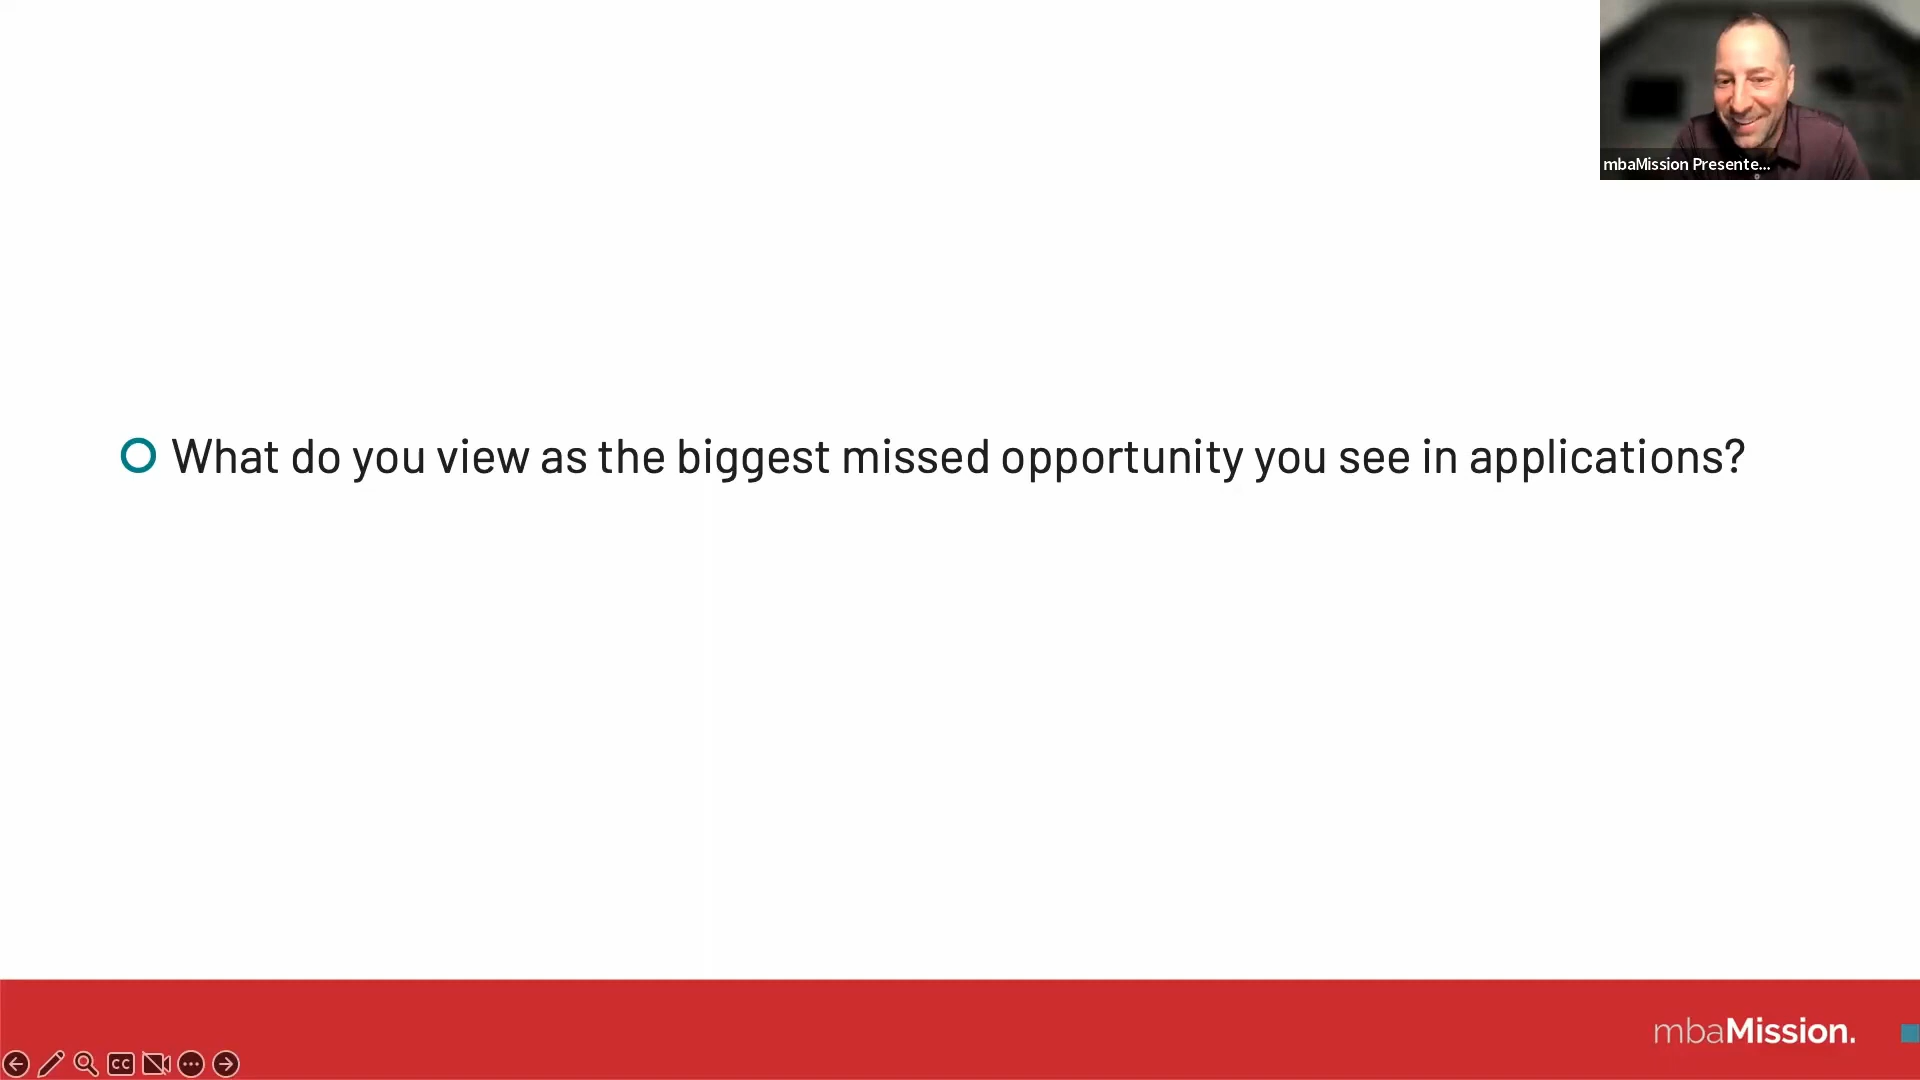 mbaMission Presente...
What do you view as the biggest missed opportunity you see in applications?
mbaMission.
CC